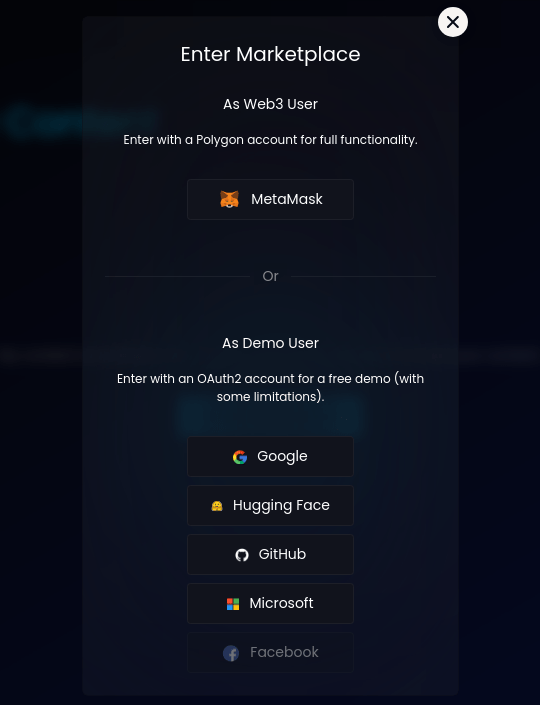 Enter Marketplace
As Web3 User
Enter with a Polygon account for full functionality.
MetaMask
Or
As Demo User
Enter with an OAuth2 account for a free demo (with
some limitations).
Google
Hugging Face
GitHub
Microsoft
Facebook